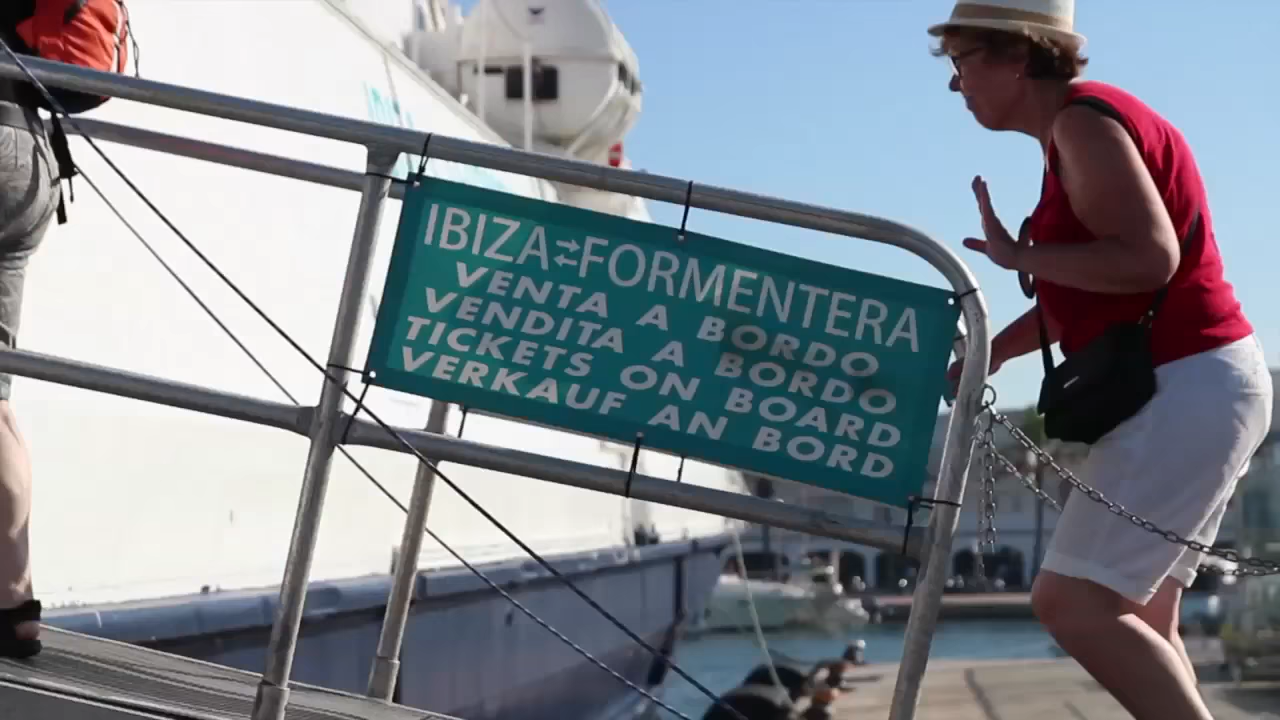 IBIZA⇄FORMENTERA
VENTA A BORDO
VENDITA A BORDO
TICKETS ON BOARD
VERKAUF AN BORD